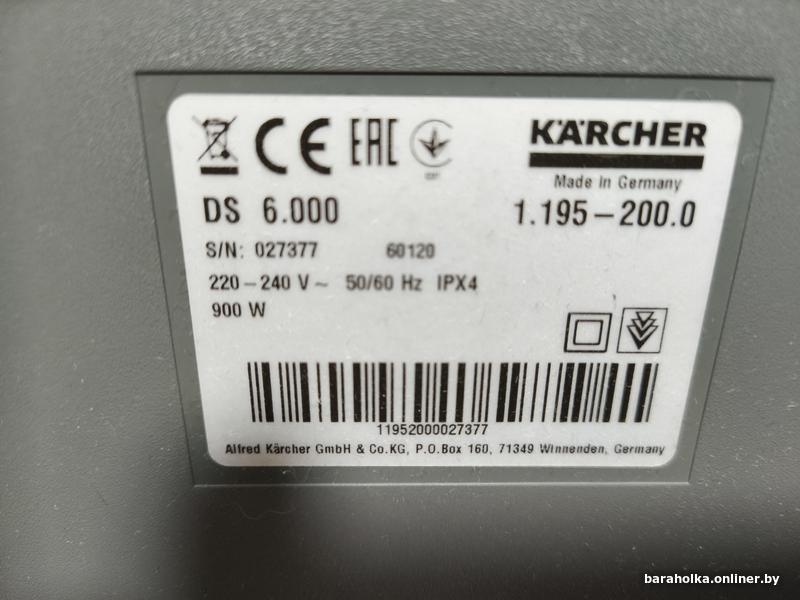 CE EAC
KÄRCHER
Made in Germany
DS 6.000 1.195-200.0
S/N: 027377 60120
220-240 V~ 50/60 Hz IPX4
900 W
11952000027377
Alfred Kärcher GmbH & Co.KG, P.O.Box 160, 71349 Winnenden, Germany
baraholka.onliner.by